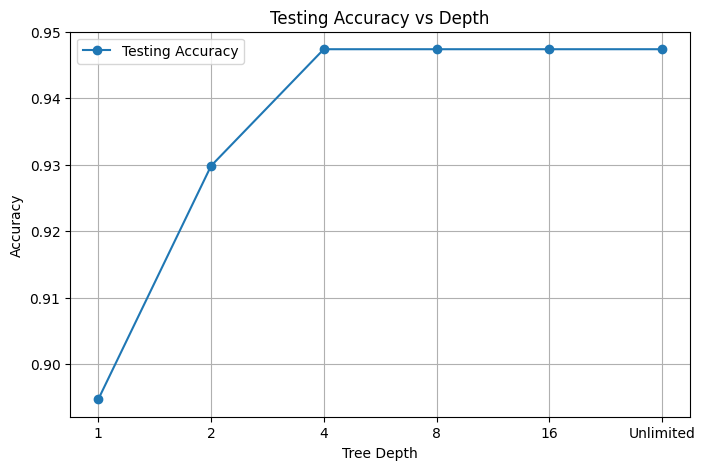 Testing Accuracy vs Depth
Testing Accuracy
0.95
0.94
0.93
0.92
0.91
0.90
Accuracy
1 2 4 8 16 Unlimited
Tree Depth